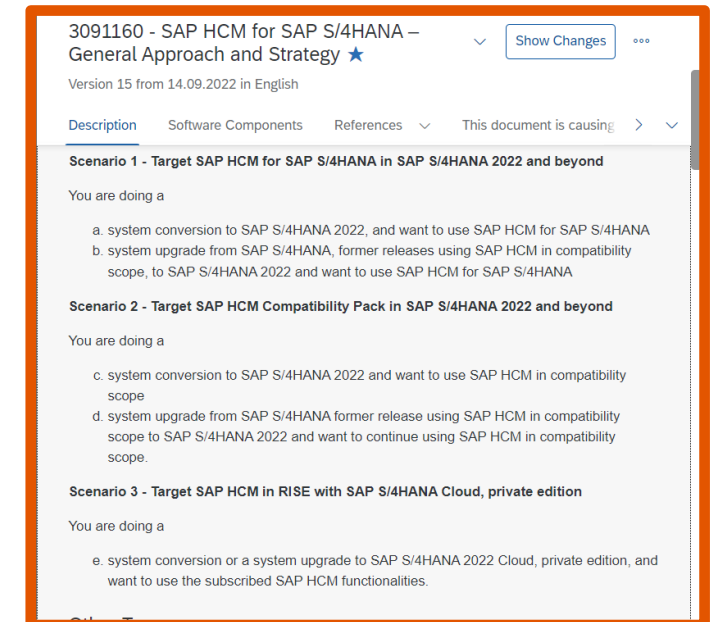 3091160 - SAP HCM for SAP S/4HANA –
General Approach and Strategy ★
Show Changes
Version 15 from 14.09.2022 in English
Description Software Components References This document is causing
Scenario 1 - Target SAP HCM for SAP S/4HANA in SAP S/4HANA 2022 and beyond
You are doing a
a. system conversion to SAP S/4HANA 2022, and want to use SAP HCM for SAP S/4HANA
b. system upgrade from SAP S/4HANA, former releases using SAP HCM in compatibility
scope, to SAP S/4HANA 2022 and want to use SAP HCM for SAP S/4HANA
Scenario 2 - Target SAP HCM Compatibility Pack in SAP S/4HANA 2022 and beyond
You are doing a
c. system conversion to SAP S/4HANA 2022 and want to use SAP HCM in compatibility
scope
d. system upgrade from SAP S/4HANA former release using SAP HCM in compatibility
scope to SAP S/4HANA 2022 and want to continue using SAP HCM in compatibility
scope.
Scenario 3 - Target SAP HCM in RISE with SAP S/4HANA Cloud, private edition
You are doing a
e. system conversion or a system upgrade to SAP S/4HANA 2022 Cloud, private edition, and
want to use the subscribed SAP HCM functionalities.